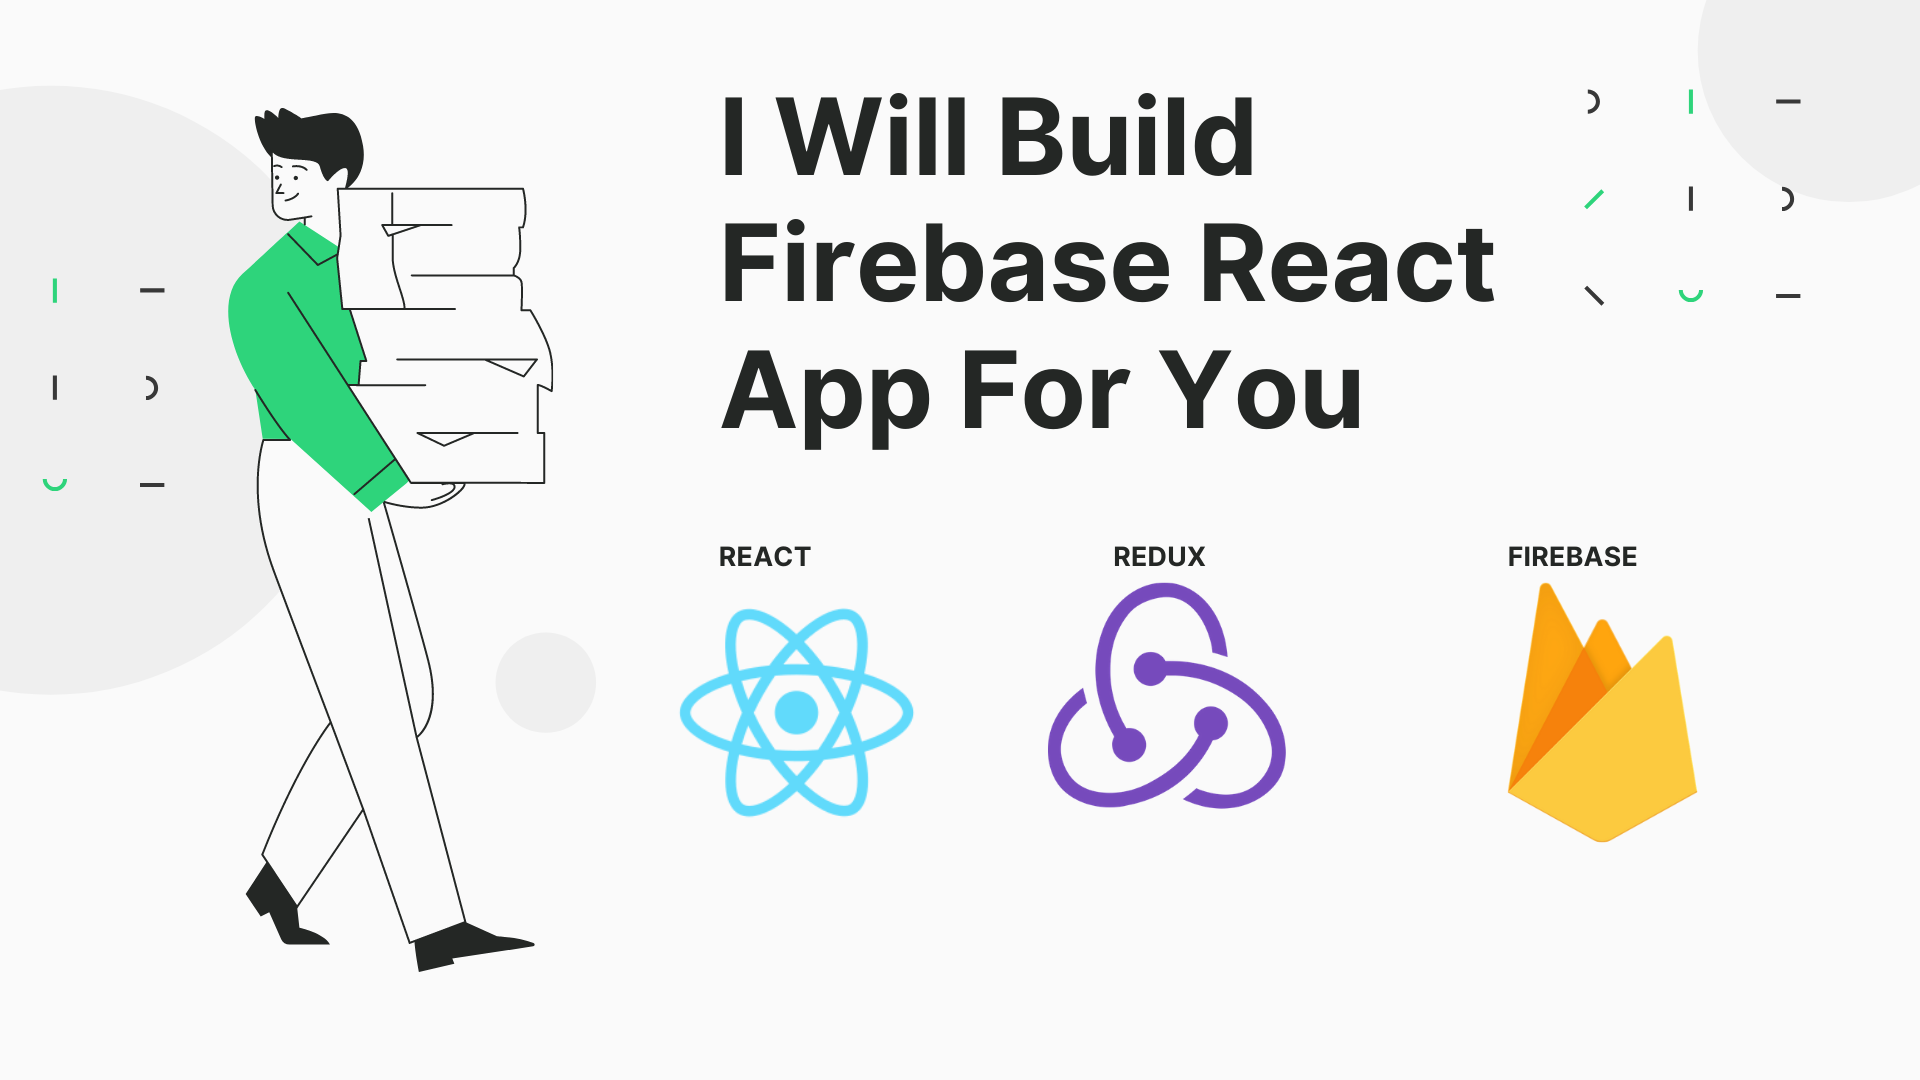 I Will Build
Firebase React
App For You
REACT
REDUX
FIREBASE